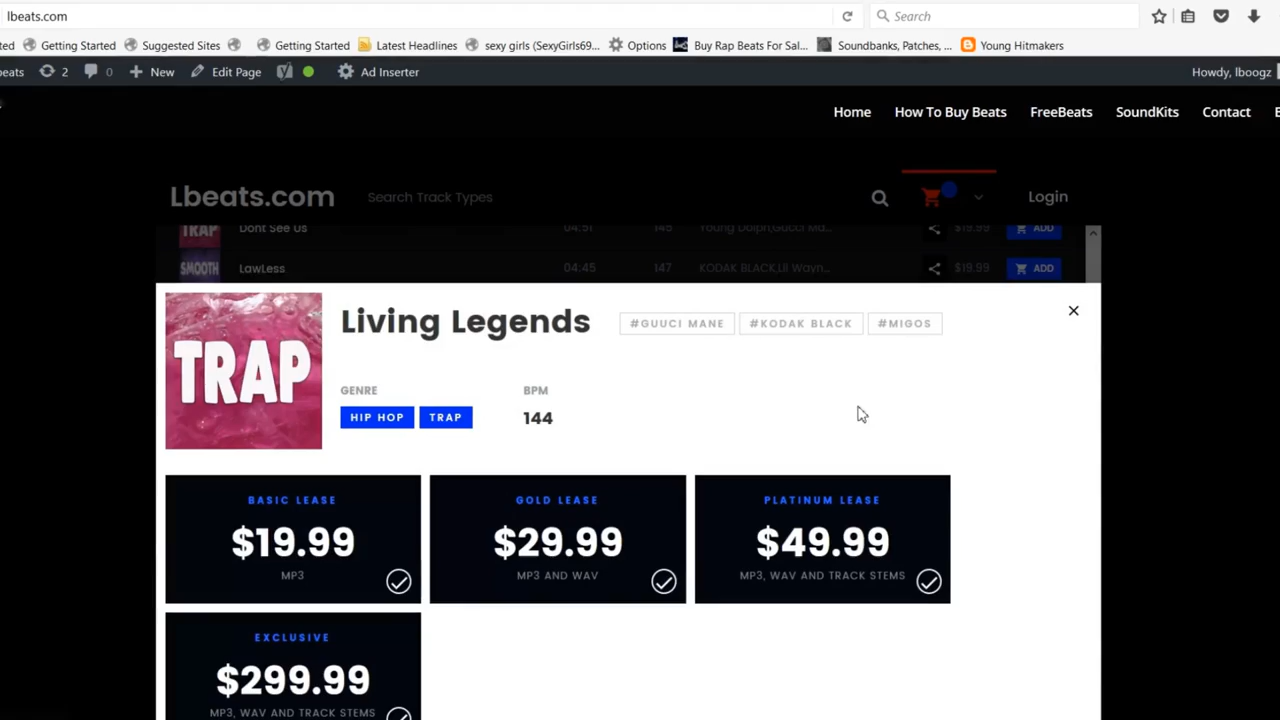 lbeats.com
Search
ted Getting Started Suggested Sites Getting Started Latest Headlines sexy girls (SexyGirls69... Options Buy Rap Beats For Sal... Soundbanks, Patches, ... Young Hitmakers
eats 2 0 New Edit Page Ad Inserter Howdy, lboogz
Home How To Buy Beats FreeBeats SoundKits Contact
Lbeats.com Search Track Types Login
TRAP Dont See Us 04:51 145 Young Dolph,Gucci Ma... $19.99 ADD
SMOOTH LawLess 04:45 147 KODAK BLACK,Lil Wayn... $19.99 ADD
TRAP
Living Legends #GUUCI MANE #KODAK BLACK #MIGOS
GENRE BPM
HIP HOP TRAP 144
BASIC LEASE GOLD LEASE PLATINUM LEASE
$19.99 $29.99 $49.99
MP3 MP3 AND WAV MP3, WAV AND TRACK STEMS
EXCLUSIVE
$299.99
MP3, WAV AND TRACK STEMS